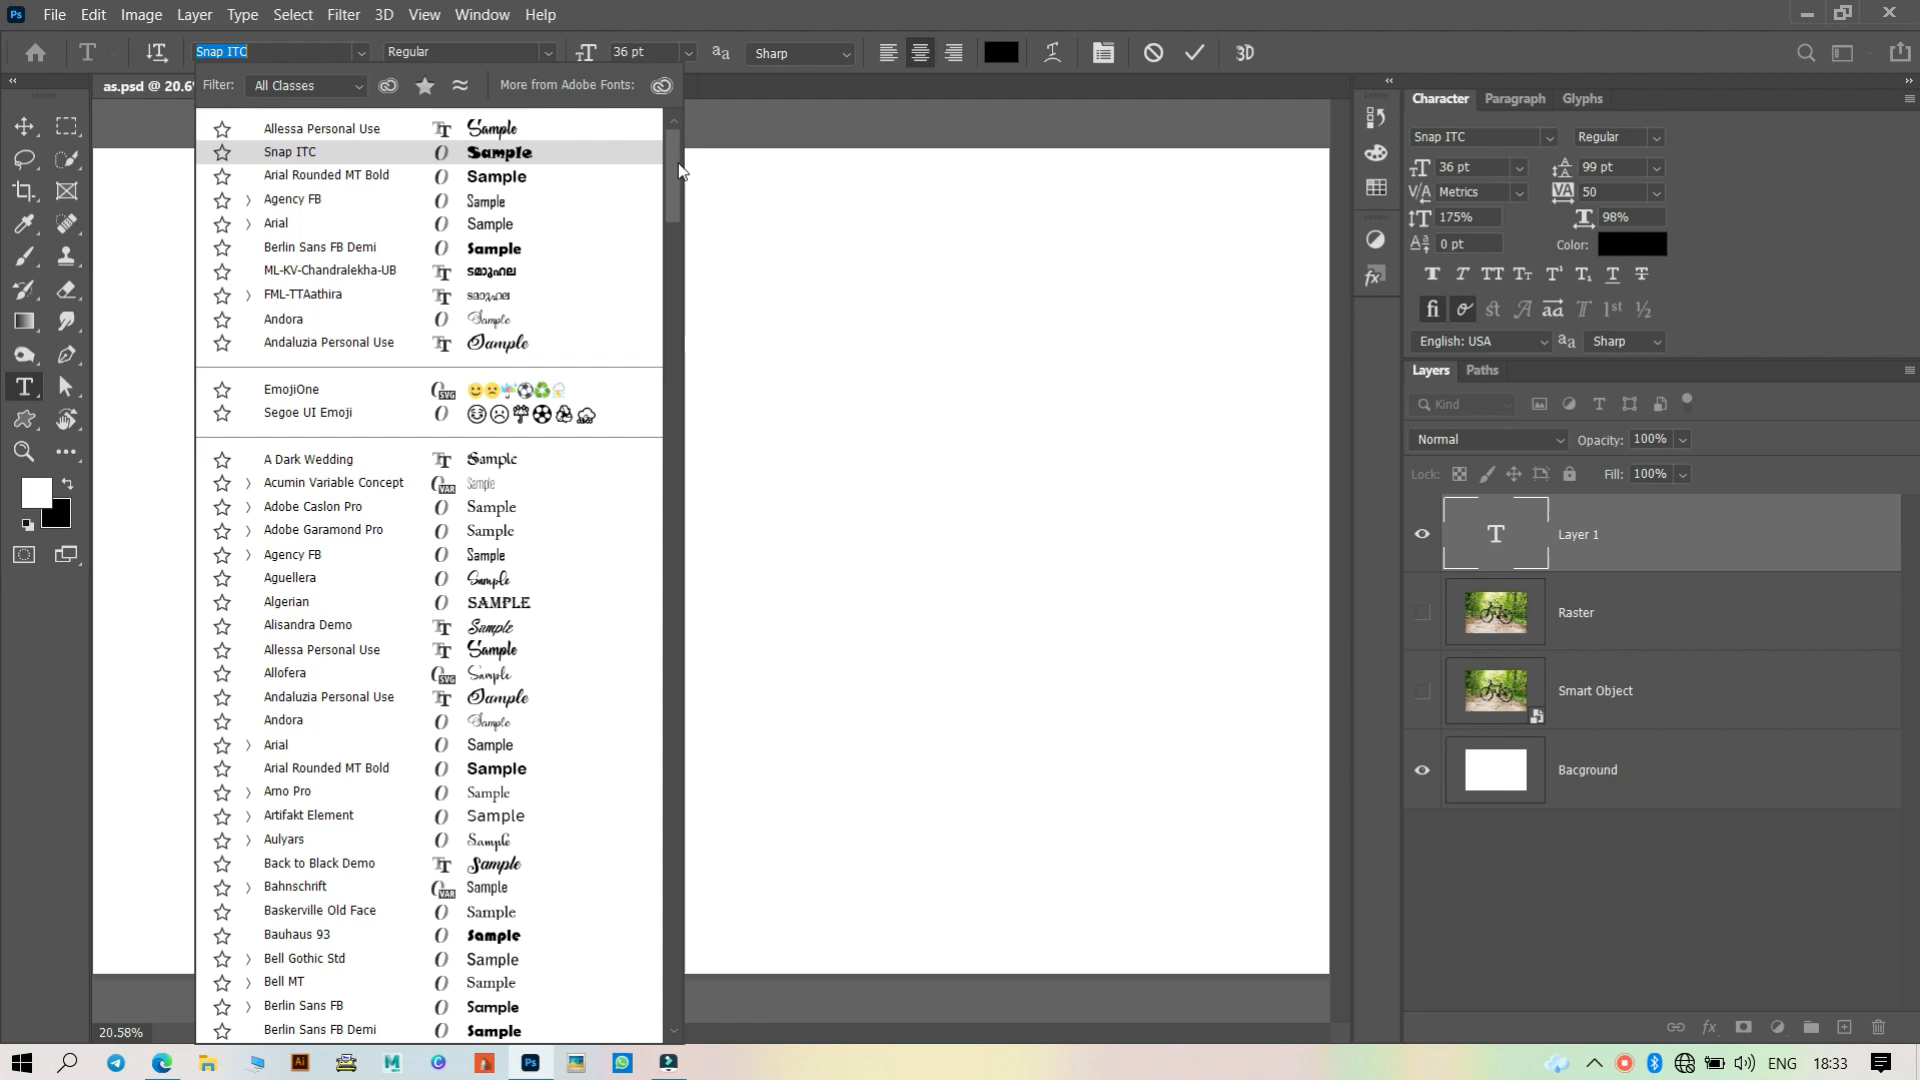 Ps File Edit Image Layer Type Select Filter 3D View Window Help
Snap ITC Regular 36 pt Sharp 3D
as.psd @ 20.6
Filter: All Classes More from Adobe Fonts:
Allessa Personal Use Sample
Snap ITC Sample
Arial Rounded MT Bold Sample
Agency FB Sample
Arial Sample
Berlin Sans FB Demi Sample
ML-KV-Chandralekha-UB
FML-TTAathira
Andora Sample
Andaluzia Personal Use Sample
EmojiOne
Segoe UI Emoji
A Dark Wedding Sample
Acumin Variable Concept Sample
Adobe Caslon Pro Sample
Adobe Garamond Pro Sample
Agency FB Sample
Aguellera Sample
Algerian SAMPLE
Alisandra Demo Sample
Allessa Personal Use Sample
Allofera Sample
Andaluzia Personal Use Sample
Andora Sample
Arial Sample
Arial Rounded MT Bold Sample
Arno Pro Sample
Artifakt Element Sample
Aulyars Sample
Back to Black Demo Sample
Bahnschrift Sample
Baskerville Old Face Sample
Bauhaus 93 Sample
Bell Gothic Std Sample
Bell MT Sample
Berlin Sans FB Sample
Berlin Sans FB Demi Sample
20.58%
Character Paragraph Glyphs
Snap ITC Regular
36 pt 99 pt
Metrics 50
175% 98%
0 pt Color:
English: USA Sharp
Layers Paths
Kind
Normal Opacity: 100%
Lock: Fill: 100%
Layer 1
Raster
Smart Object
Bacground
ENG 18:33